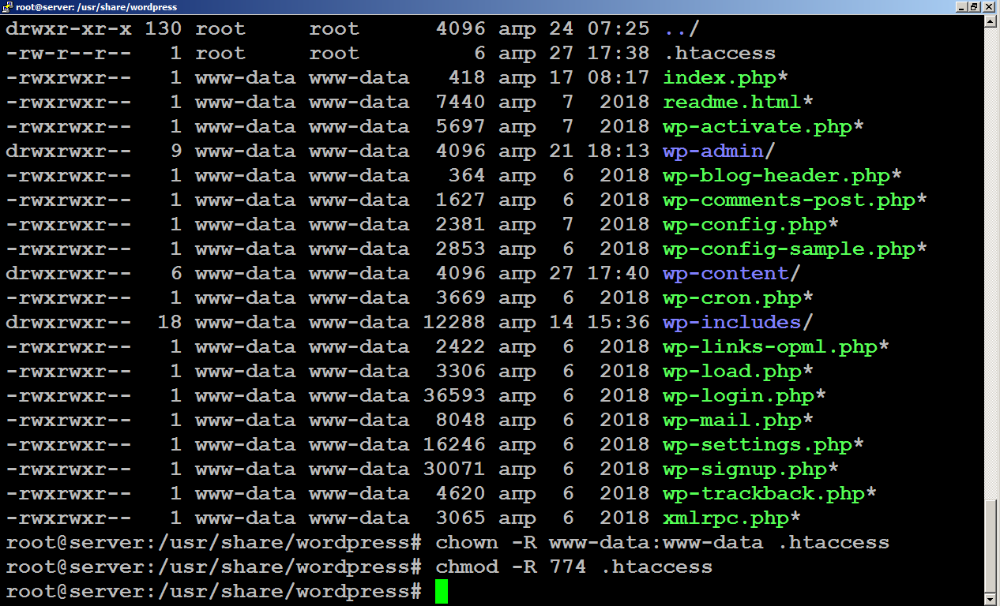 root@server: /usr/share/wordpress
drwxr-xr-x 130 root     root      4096 апр 24 07:25 ../
-rw-r--r--   1 root     root         6 апр 27 17:38 .htaccess
-rwxrwxr--   1 www-data www-data   418 апр 17 08:17 index.php*
-rwxrwxr--   1 www-data www-data  7440 апр  7  2018 readme.html*
-rwxrwxr--   1 www-data www-data  5697 апр  7  2018 wp-activate.php*
drwxrwxr--   9 www-data www-data  4096 апр 21 18:13 wp-admin/
-rwxrwxr--   1 www-data www-data   364 апр  6  2018 wp-blog-header.php*
-rwxrwxr--   1 www-data www-data  1627 апр  6  2018 wp-comments-post.php*
-rwxrwxr--   1 www-data www-data  2381 апр  7  2018 wp-config.php*
-rwxrwxr--   1 www-data www-data  2853 апр  6  2018 wp-config-sample.php*
drwxrwxr--   6 www-data www-data  4096 апр 27 17:40 wp-content/
-rwxrwxr--   1 www-data www-data  3669 апр  6  2018 wp-cron.php*
drwxrwxr--  18 www-data www-data 12288 апр 14 15:36 wp-includes/
-rwxrwxr--   1 www-data www-data  2422 апр  6  2018 wp-links-opml.php*
-rwxrwxr--   1 www-data www-data  3306 апр  6  2018 wp-load.php*
-rwxrwxr--   1 www-data www-data 36593 апр  6  2018 wp-login.php*
-rwxrwxr--   1 www-data www-data  8048 апр  6  2018 wp-mail.php*
-rwxrwxr--   1 www-data www-data 16246 апр  6  2018 wp-settings.php*
-rwxrwxr--   1 www-data www-data 30071 апр  6  2018 wp-signup.php*
-rwxrwxr--   1 www-data www-data  4620 апр  6  2018 wp-trackback.php*
-rwxrwxr--   1 www-data www-data  3065 апр  6  2018 xmlrpc.php*
root@server:/usr/share/wordpress# chown -R www-data:www-data .htaccess
root@server:/usr/share/wordpress# chmod -R 774 .htaccess
root@server:/usr/share/wordpress#